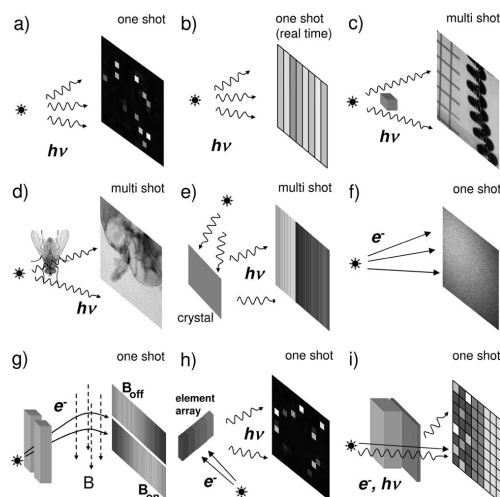 a)
one shot
hν
b)
one shot
(real time)
hν
c)
multi shot
hν
d)
multi shot
hν
e)
multi shot
hν
crystal
f)
one shot
e-
g)
one shot
e-
Boff
B
Bon
h)
one shot
element
array
hν
e-
i)
one shot
e-, hν